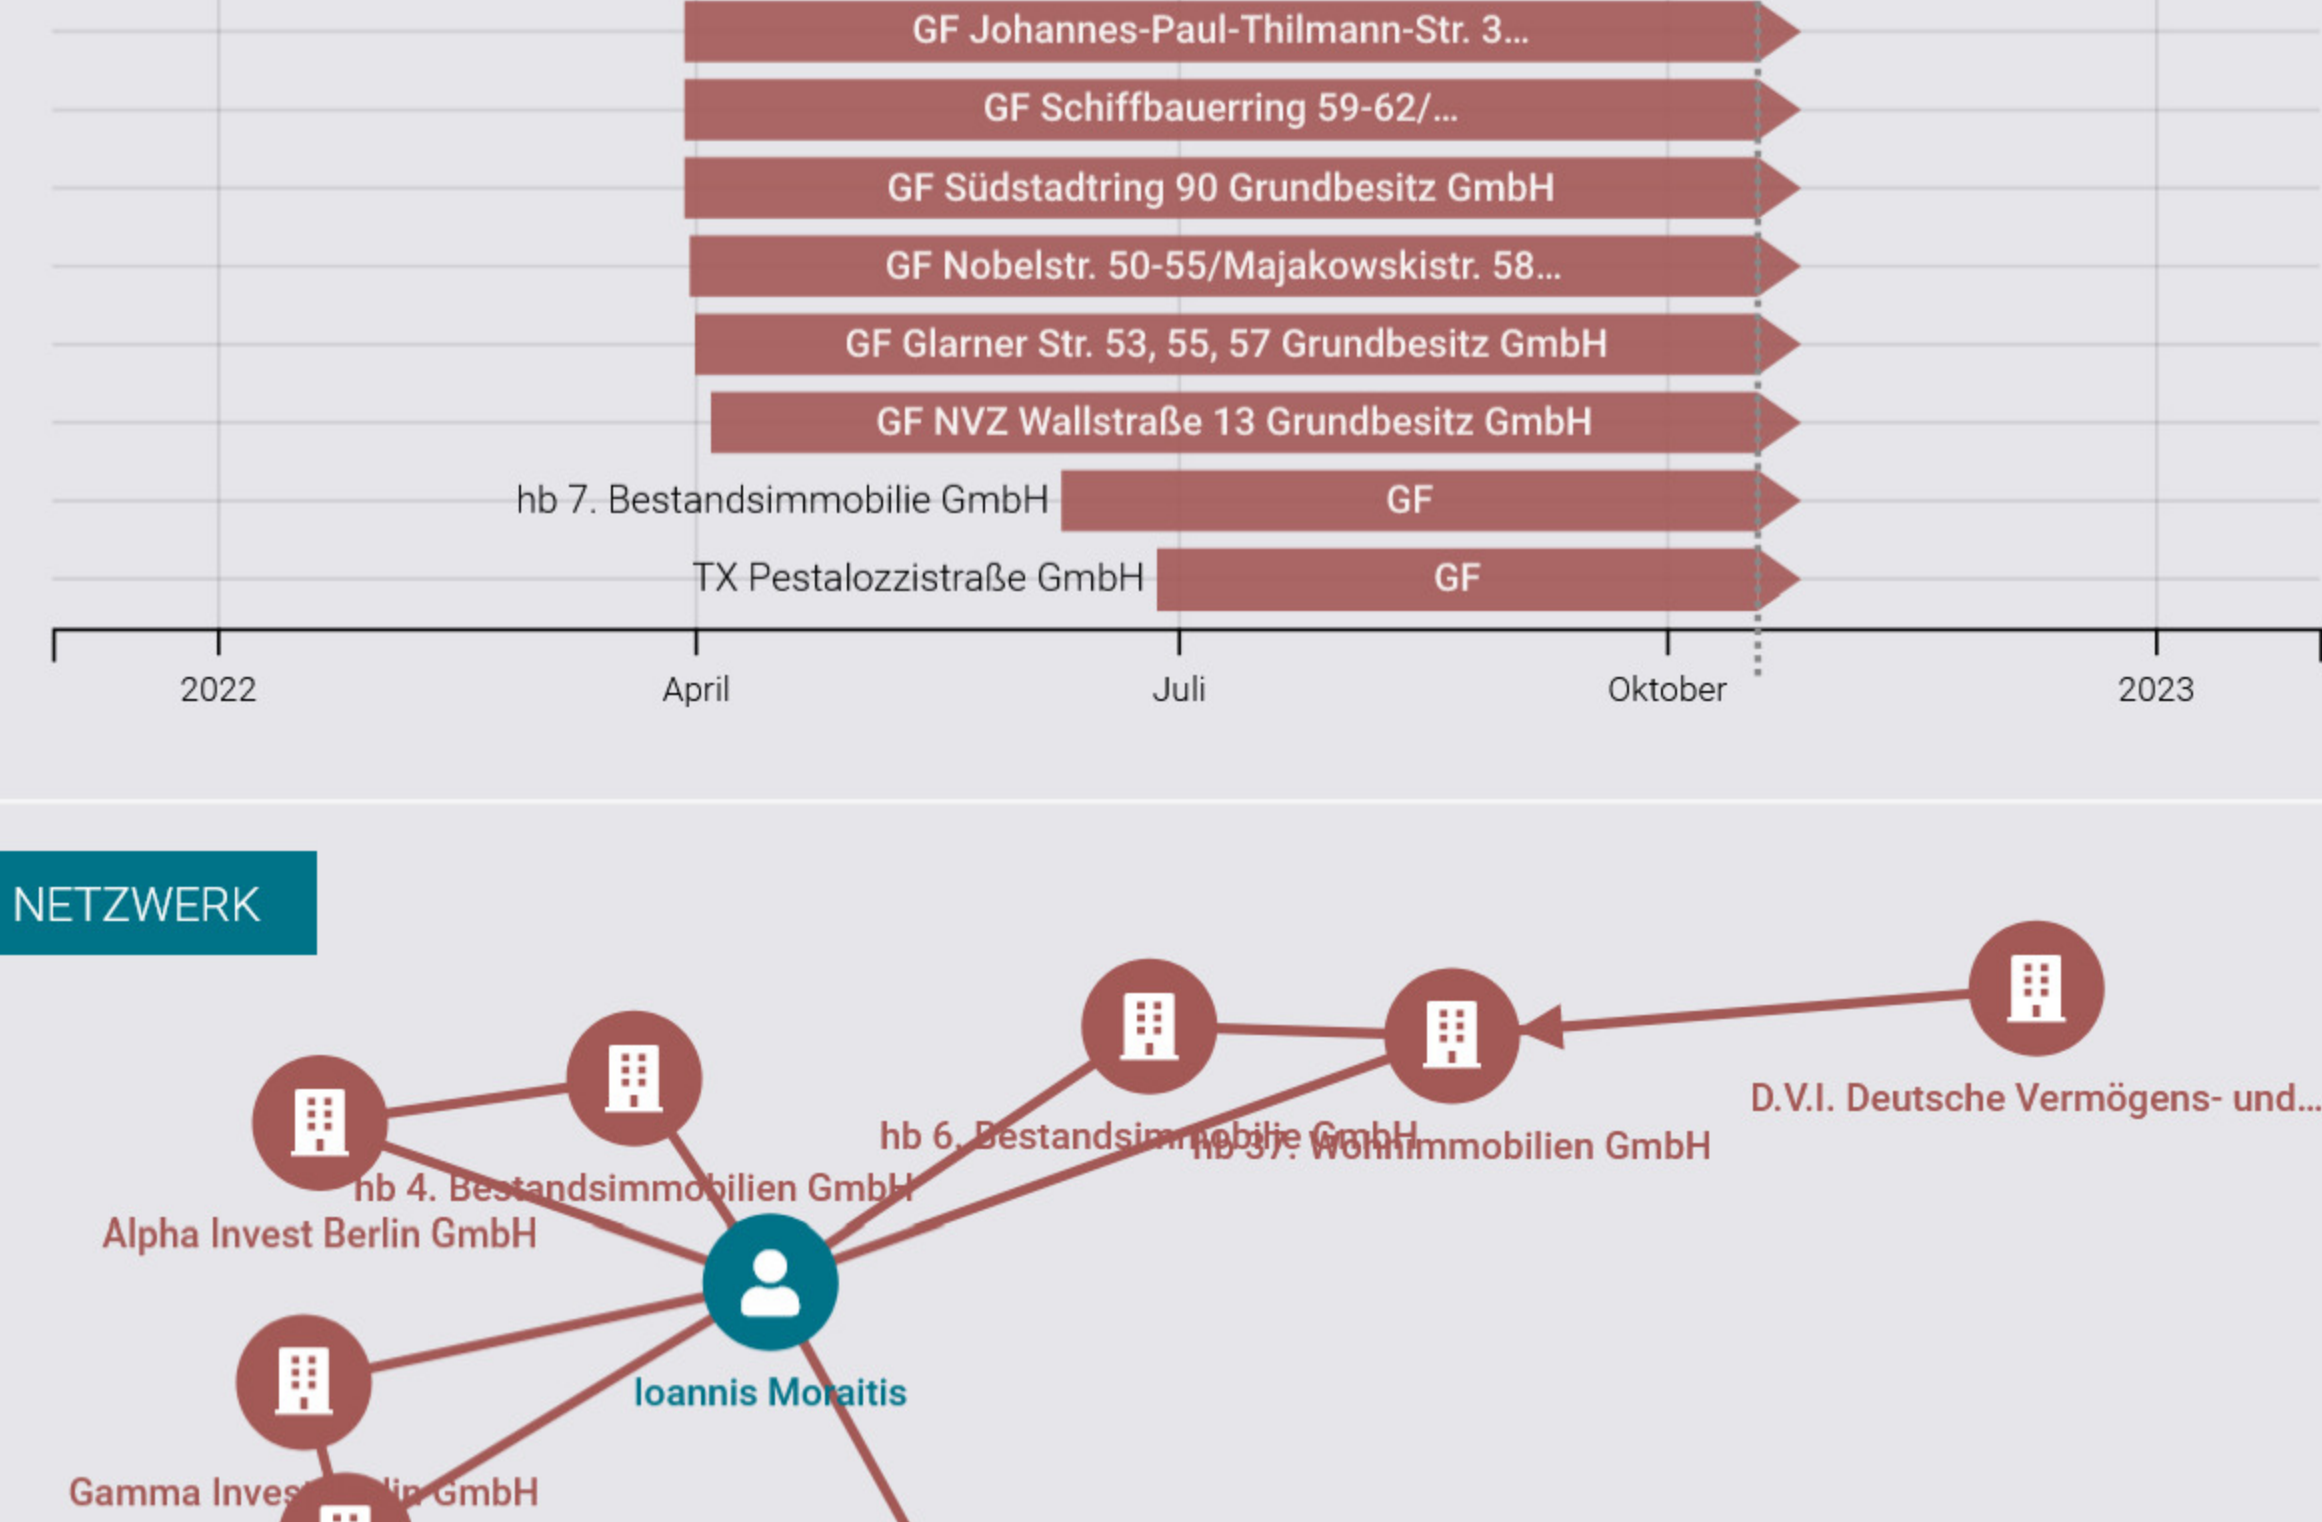 GF Johannes-Paul-Thilmann-Str. 3...
GF Schiffbauerring 59-62/...
GF Südstadtring 90 Grundbesitz GmbH
GF Nobelstr. 50-55/Majakowskistr. 58...
GF Glarner Str. 53, 55, 57 Grundbesitz GmbH
GF NVZ Wallstraße 13 Grundbesitz GmbH
hb 7. Bestandsimmobilie GmbH GF
TX Pestalozzistraße GmbH GF
2022 April Juli Oktober 2023
NETZWERK
D.V.I. Deutsche Vermögens- und...
hb 6. Bestandsimmobilie GmbH
hb 37. Wohnimmobilien GmbH
hb 4. Bestandsimmobilien GmbH
Alpha Invest Berlin GmbH
Ioannis Moraitis
Gamma Invest GmbH